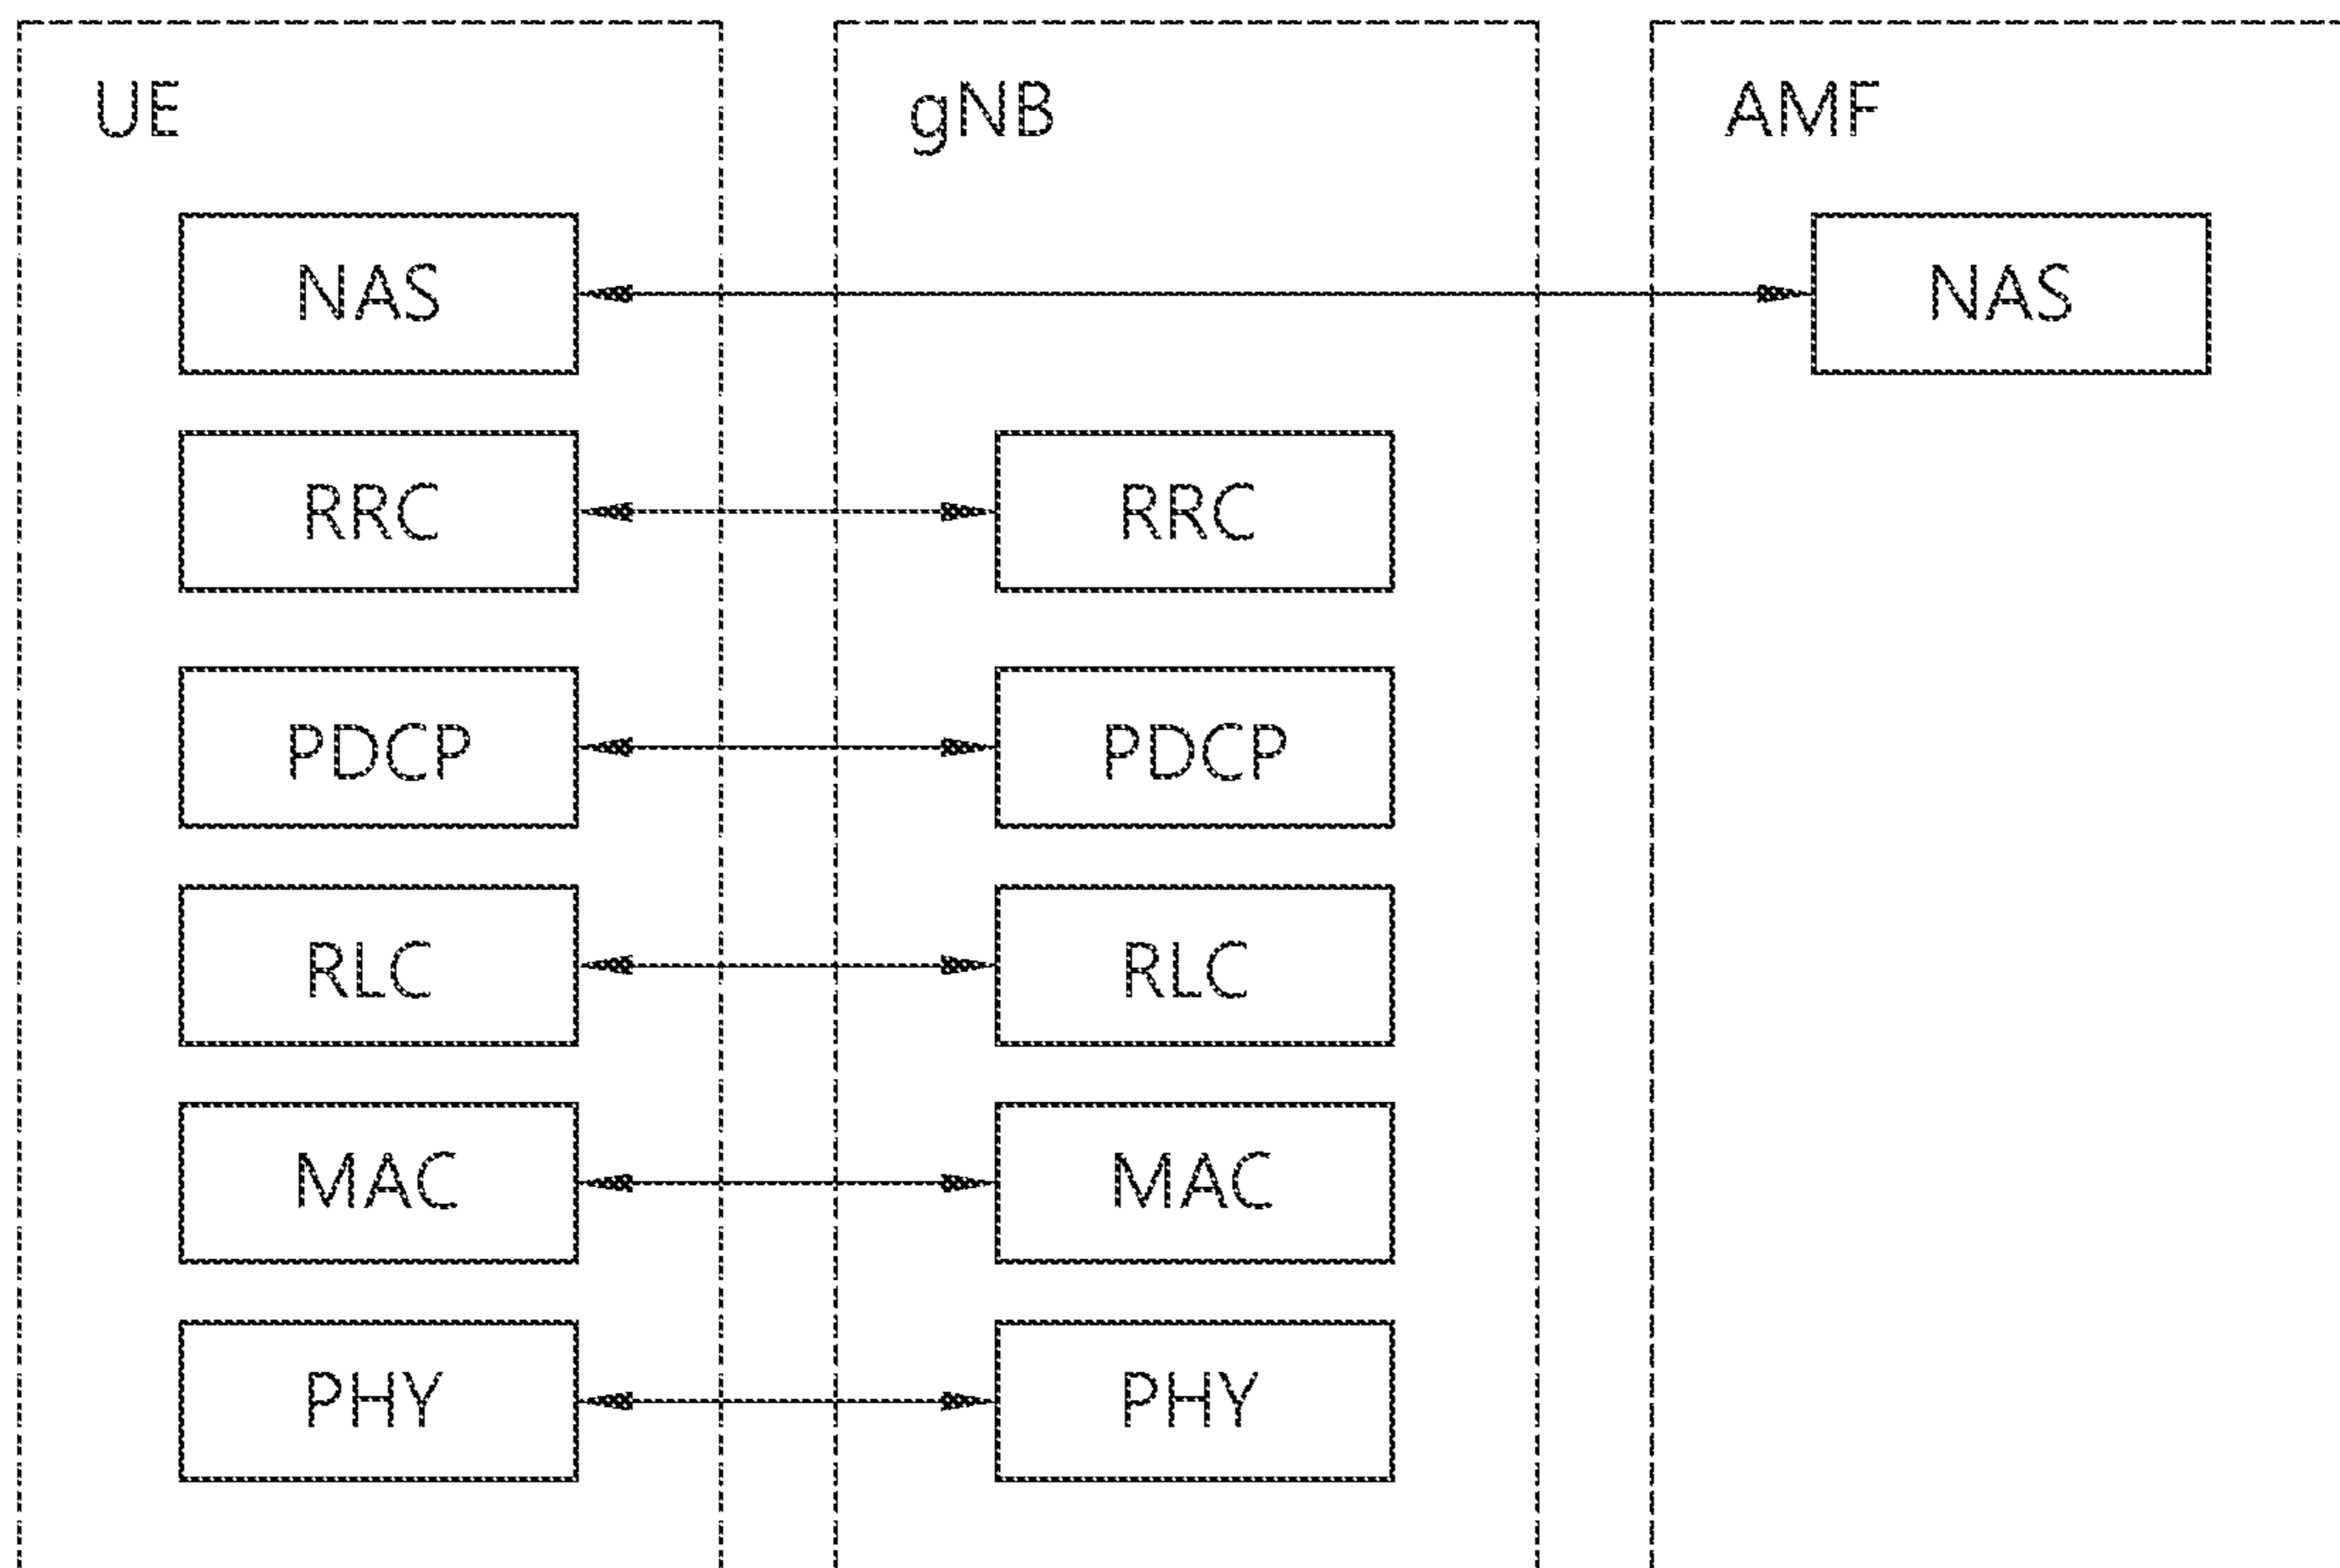 UE gNB AMF
NAS NAS
RRC RRC
PDCP PDCP
RLC RLC
MAC MAC
PHY PHY